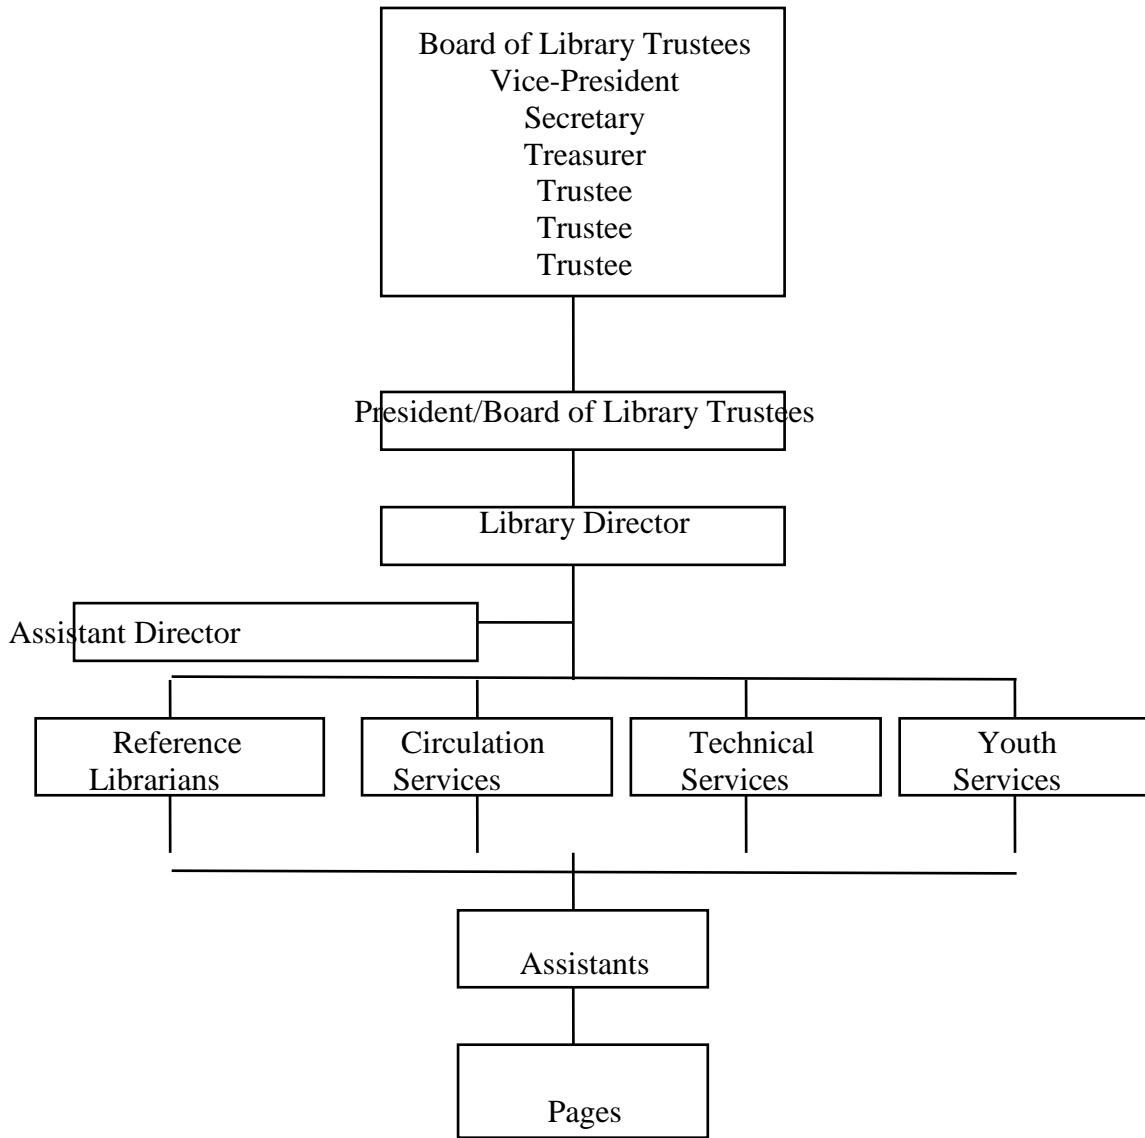 Board of Library Trustees
Vice-President
Secretary
Treasurer
Trustee
Trustee
Trustee
President/Board of Library Trustees
Library Director
Assistant Director
Reference
Librarians
Circulation
Services
Technical
Services
Youth
Services
Assistants
Pages